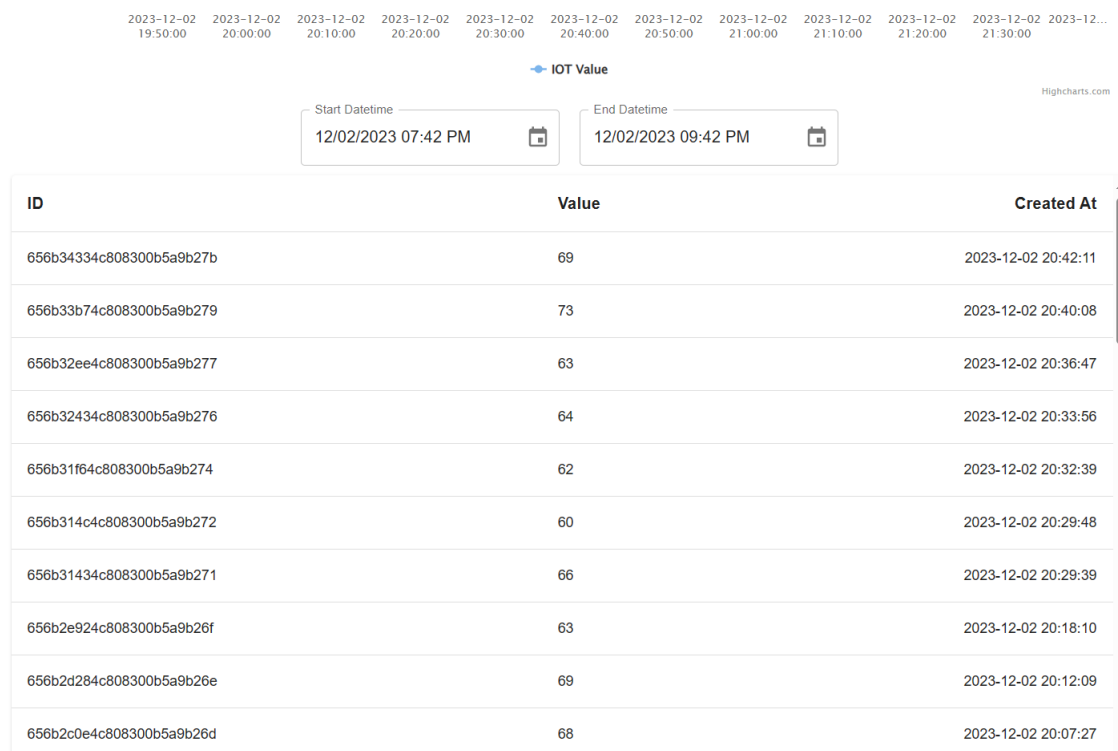 2023-12-02 2023-12-02 2023-12-02 2023-12-02 2023-12-02 2023-12-02 2023-12-02 2023-12-02 2023-12-02 2023-12-02 2023-12-02 2023-12...
19:50:00 20:00:00 20:10:00 20:20:00 20:30:00 20:40:00 20:50:00 21:00:00 21:10:00 21:20:00 21:30:00
IOT Value
Highcharts.com
Start Datetime End Datetime
12/02/2023 07:42 PM 12/02/2023 09:42 PM
ID Value Created At
656b34334c808300b5a9b27b 69 2023-12-02 20:42:11
656b33b74c808300b5a9b279 73 2023-12-02 20:40:08
656b32ee4c808300b5a9b277 63 2023-12-02 20:36:47
656b32434c808300b5a9b276 64 2023-12-02 20:33:56
656b31f64c808300b5a9b274 62 2023-12-02 20:32:39
656b314c4c808300b5a9b272 60 2023-12-02 20:29:48
656b31434c808300b5a9b271 66 2023-12-02 20:29:39
656b2e924c808300b5a9b26f 63 2023-12-02 20:18:10
656b2d284c808300b5a9b26e 69 2023-12-02 20:12:09
656b2c0e4c808300b5a9b26d 68 2023-12-02 20:07:27